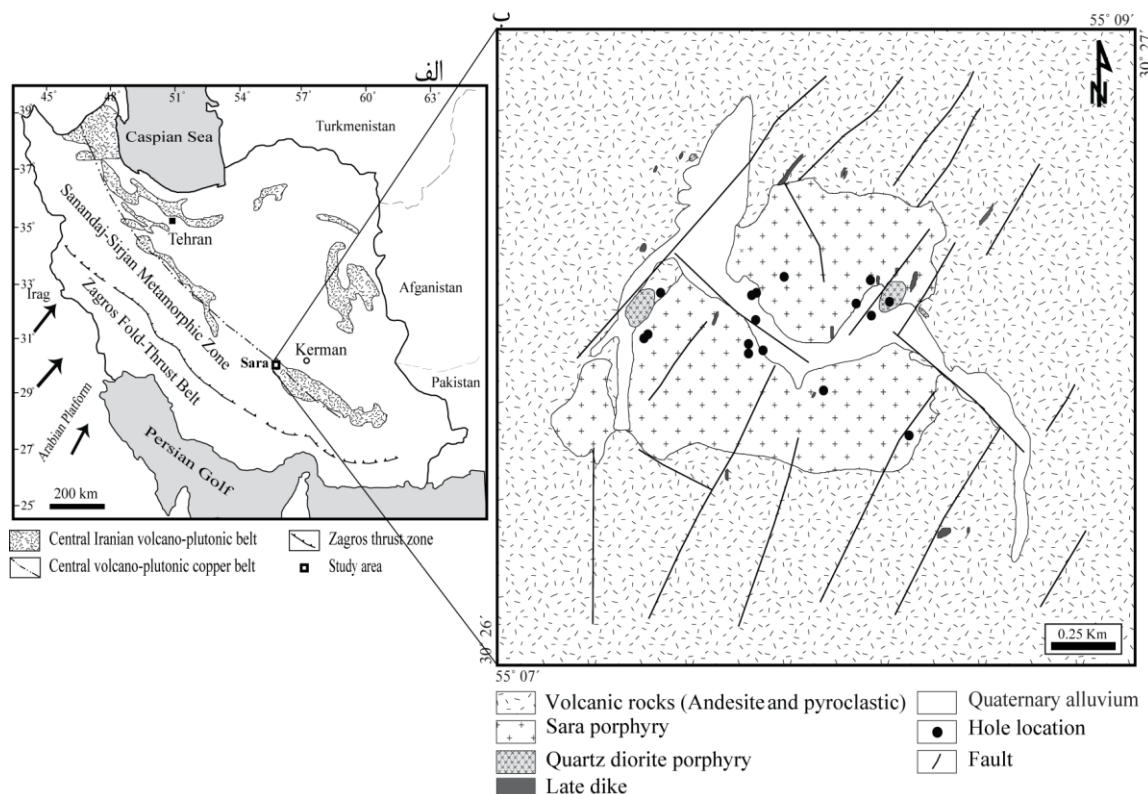 الف
45´ 48´ 51´ 54´ 57´ 60´ 63´
39´
37´
35´
33´
31´
29´
27´
25´
Caspian Sea
Turkmenistan
Tehran
Sanandaj-Sirjan Metamorphic Zone
Zagros Fold-Thrust Belt
Irag
Afghanistan
Kerman
Sara
Pakistan
Arabian Platform
Persian Golf
200 km
Central Iranian volcano-plutonic belt
Zagros thrust zone
Central volcano-plutonic copper belt
Study area
ب
55˚ 09´
30˚ 27´
N
0.25 Km
30˚ 26´
55˚ 07´
Volcanic rocks (Andesite and pyroclastic)
Quaternary alluvium
Sara porphyry
Hole location
Quartz diorite porphyry
Fault
Late dike